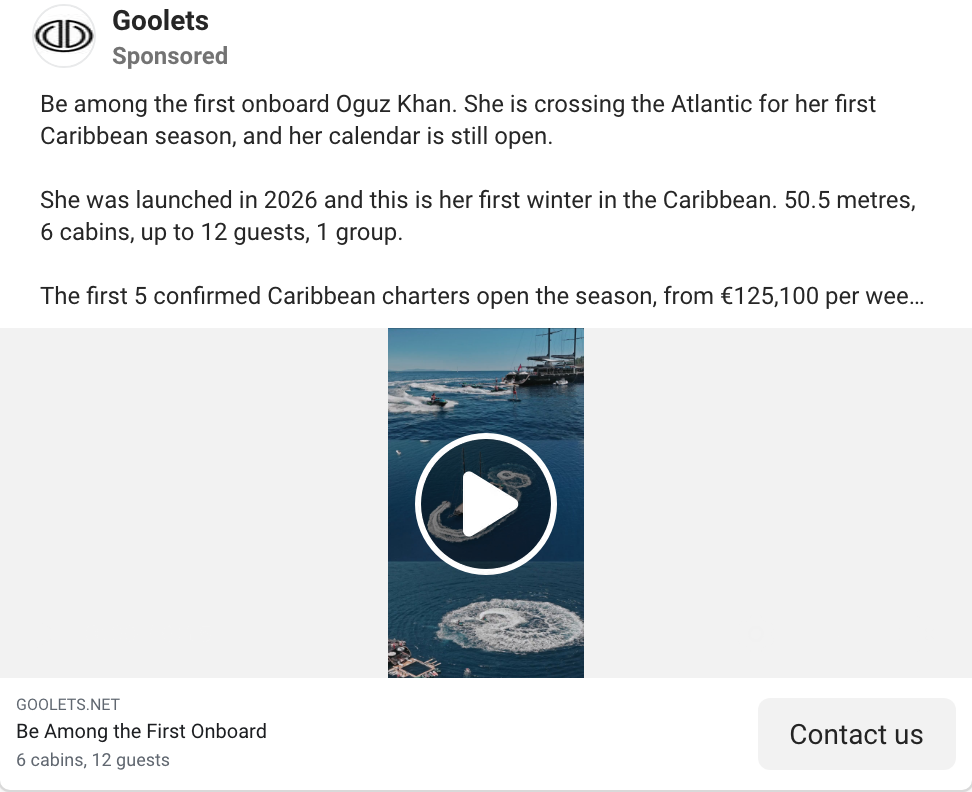 Goolets
Sponsored
Be among the first onboard Oguz Khan. She is crossing the Atlantic for her first
Caribbean season, and her calendar is still open.
She was launched in 2026 and this is her first winter in the Caribbean. 50.5 metres,
6 cabins, up to 12 guests, 1 group.
The first 5 confirmed Caribbean charters open the season, from €125,100 per wee...
GOOLETS.NET
Be Among the First Onboard
6 cabins, 12 guests
Contact us